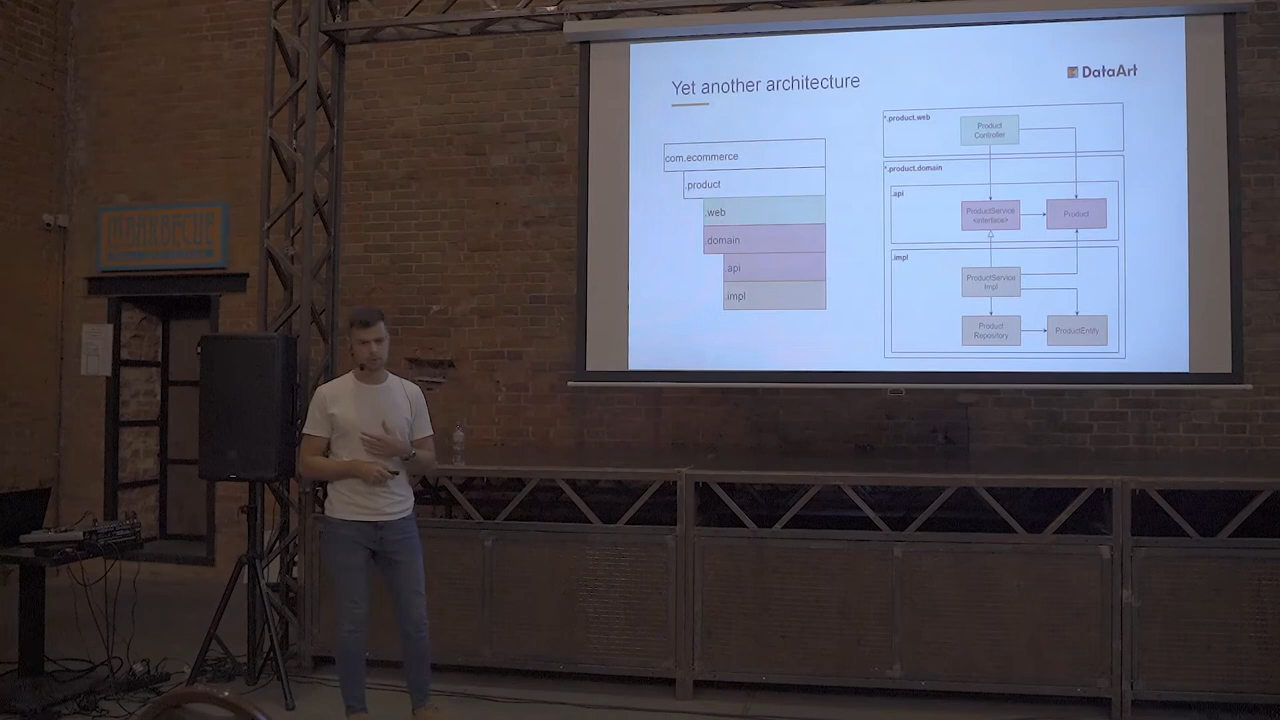 Yet another architecture
DataArt
com.ecommerce
.product
.web
.domain
.api
.impl
*.product.web
Product
Controller
*.product.domain
.api
ProductService
<interface>
Product
.impl
ProductService
Impl
Product
Repository
ProductEntity